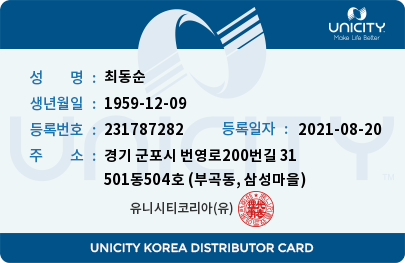 UNICITY
Make Life Better
성 명 : 최동순
생년월일 : 1959-12-09
등록번호 : 231787282 등록일자 : 2021-08-20
주 소 : 경기 군포시 번영로200번길 31
501동504호 (부곡동, 삼성마을)
유니시티코리아(유)
UNICITY
TM
UNICITY KOREA DISTRIBUTOR CARD